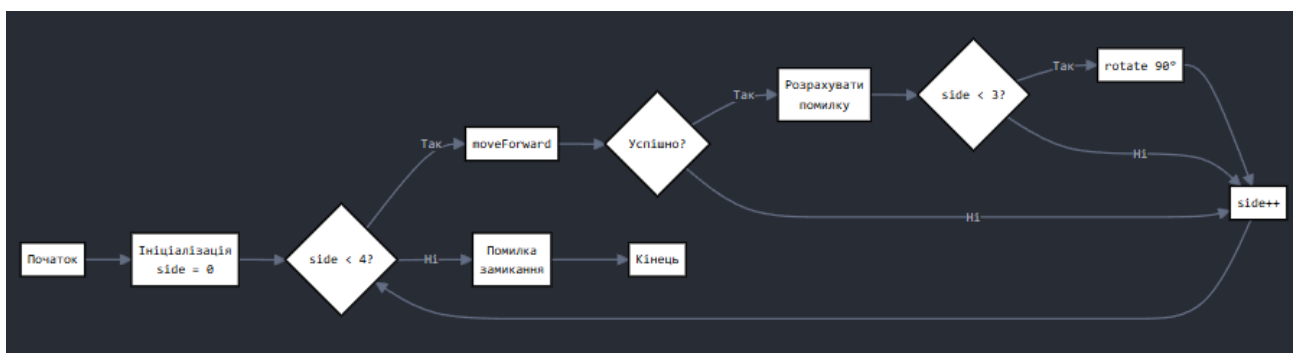 Початок
Ініціалізація
side = 0
side < 4?
Так
moveForward
Успішно?
Так
Розрахувати
помилку
side < 3?
Так
rotate 90°
Ні
Ні
side++
Ні
Помилка
замикання
Кінець